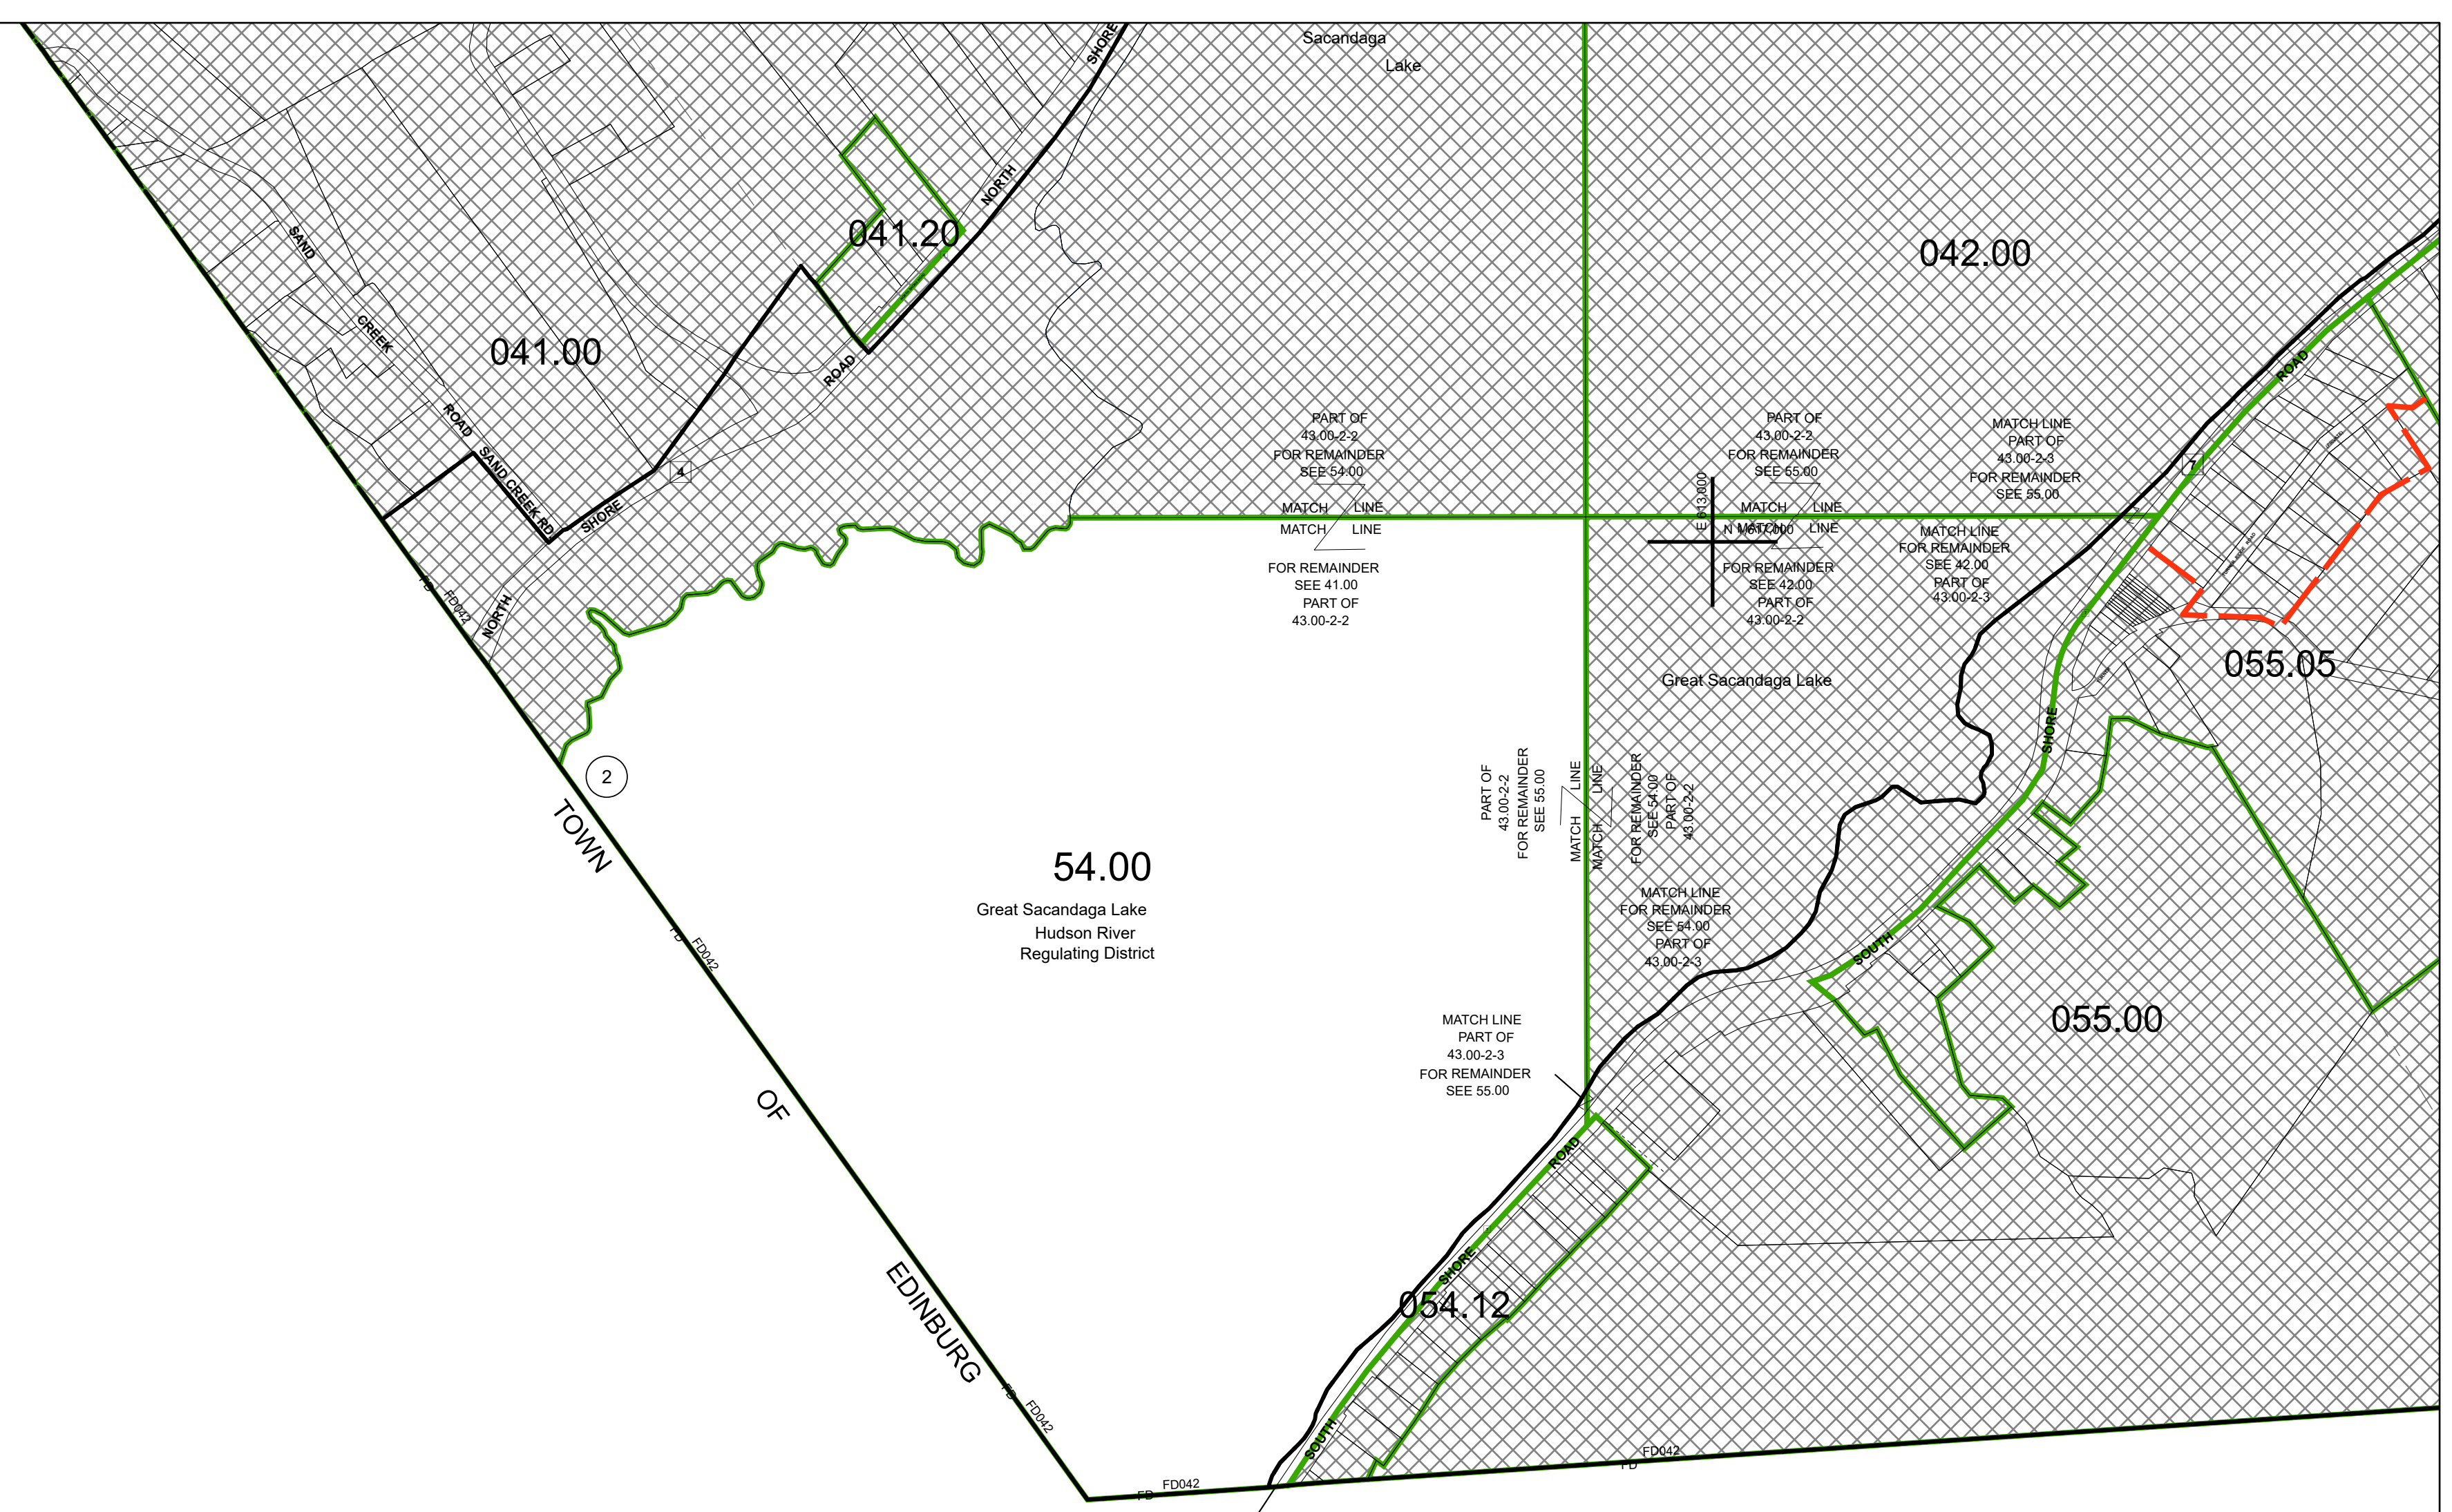 Sacandaga
Lake
SHORE
NORTH
041.20
ROAD
SAND
CREEK
ROAD
041.00
SAND CREEK RD
4
SHORE
NORTH
042.00
ROAD
7
PART OF
43.00-2-2
FOR REMAINDER
SEE 54.00
MATCH LINE
MATCH LINE
FOR REMAINDER
SEE 41.00
PART OF
43.00-2-2
PART OF
43.00-2-2
FOR REMAINDER
SEE 55.00
MATCH LINE
MATCH LINE
E 613,000
FOR REMAINDER
SEE 42.00
PART OF
43.00-2-2
MATCH LINE
PART OF
43.00-2-3
FOR REMAINDER
SEE 55.00
MATCH LINE
FOR REMAINDER
SEE 42.00
PART OF
43.00-2-3
Great Sacandaga Lake
055.05
SHORE
FD
FD042
2
TOWN
OF
EDINBURG
PART OF
43.00-2-2
FOR REMAINDER
SEE 55.00
MATCH LINE
MATCH LINE
FOR REMAINDER
SEE 54.00
PART OF
43.00-2-2
54.00
Great Sacandaga Lake
Hudson River
Regulating District
FD
FD042
MATCH LINE
FOR REMAINDER
SEE 54.00
PART OF
43.00-2-3
SOUTH
055.00
MATCH LINE
PART OF
43.00-2-3
FOR REMAINDER
SEE 55.00
ROAD
SHORE
054.12
SOUTH
FD
FD042
FD
FD042
FD
FD042